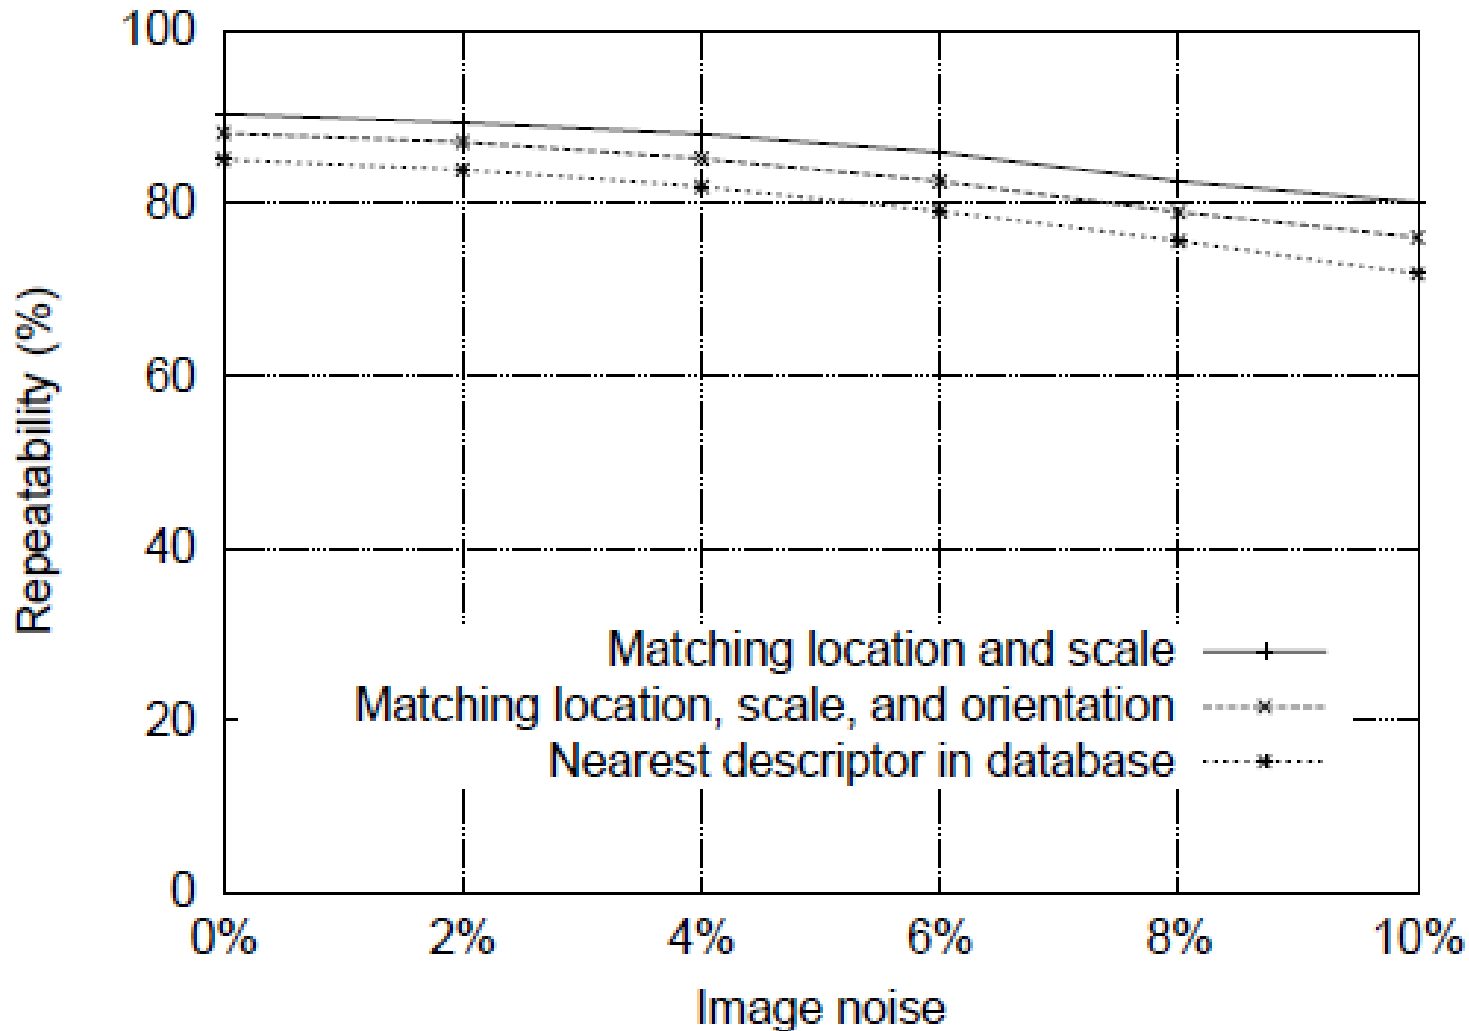 100
80
60
40
20
0
Repeatability (%)
Matching location and scale
Matching location, scale, and orientation
Nearest descriptor in database
0% 2% 4% 6% 8% 10%
Image noise